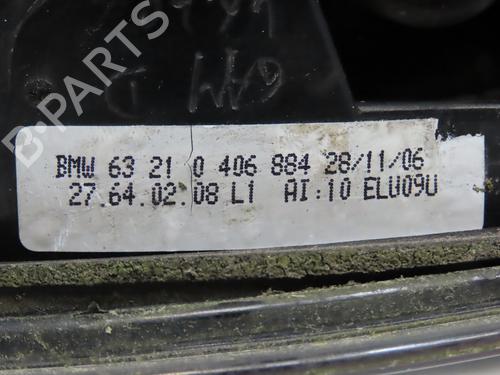 B-PARTS
BMW 63 21 0 406 884 28/11/06
27.64.02.08 L1 AI:10 ELU09U